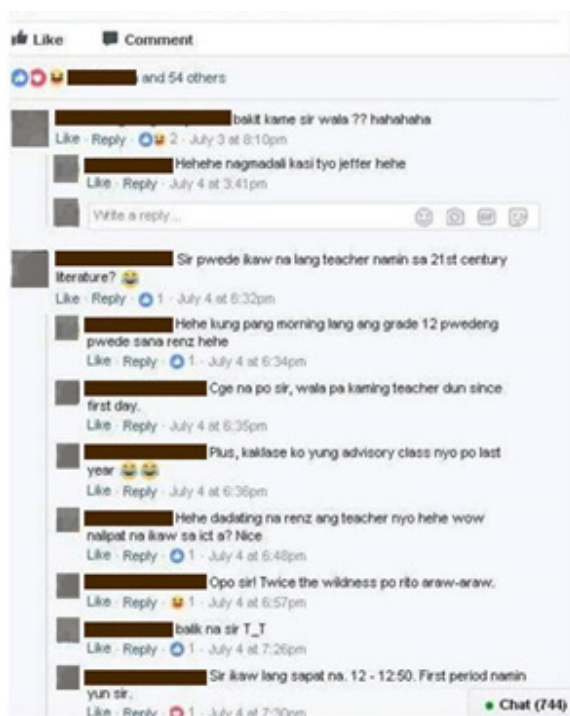 Like Comment
and 54 others
bakit kame sir wala ?? hahahaha
Like · Reply · 2 · July 3 at 8:10pm
Hehehe nagmadali kasi tyo jeffer hehe
Like · Reply · July 4 at 3:41pm
Write a reply...
Sir pwede ikaw na lang teacher namin sa 21st century
literature?
Like · Reply · 1 · July 4 at 6:32pm
Hehe kung pang morning lang ang grade 12 pwedeng
pwede sana renz hehe
Like · Reply · 1 · July 4 at 6:34pm
Cge na po sir, wala pa kaming teacher dun since
first day.
Like · Reply · July 4 at 6:35pm
Plus, kaklase ko yung advisory class nyo po last
year
Like · Reply · July 4 at 6:36pm
Hehe dadating na renz ang teacher nyo hehe wow
nalipat na ikaw sa ict a? Nice
Like · Reply · 1 · July 4 at 6:48pm
Opo sir! Twice the wildness po rito araw-araw.
Like · Reply · 1 · July 4 at 6:57pm
balik na sir T_T
Like · Reply · 1 · July 4 at 7:26pm
Sir ikaw lang sapat na. 12 - 12:50. First period namin
yun sir.
Like · Reply · 1 · July 4 at 7:30pm
Chat (744)